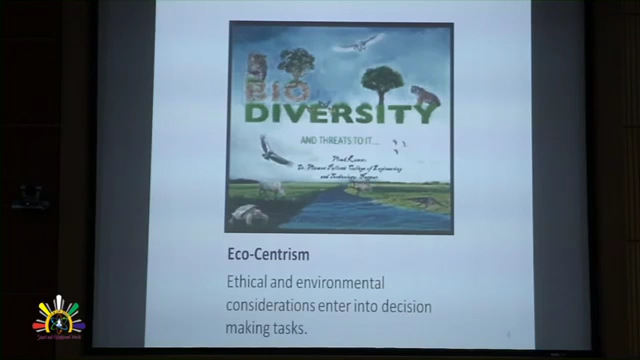 BIO
DIVERSITY
AND THREATS TO IT...
Eco-Centrism
Ethical and environmental
considerations enter into decision
making tasks.